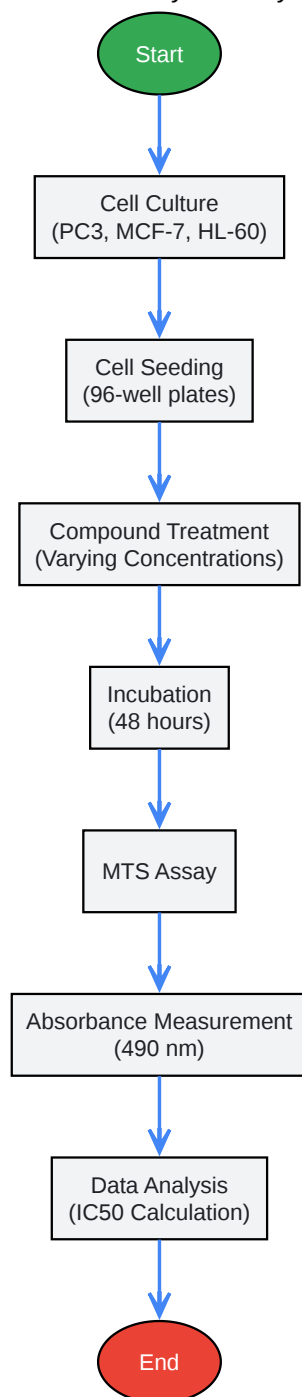 Start
Cell Culture
(PC3, MCF-7, HL-60)
Cell Seeding
(96-well plates)
Compound Treatment
(Varying Concentrations)
Incubation
(48 hours)
MTS Assay
Absorbance Measurement
(490 nm)
Data Analysis
(IC50 Calculation)
End